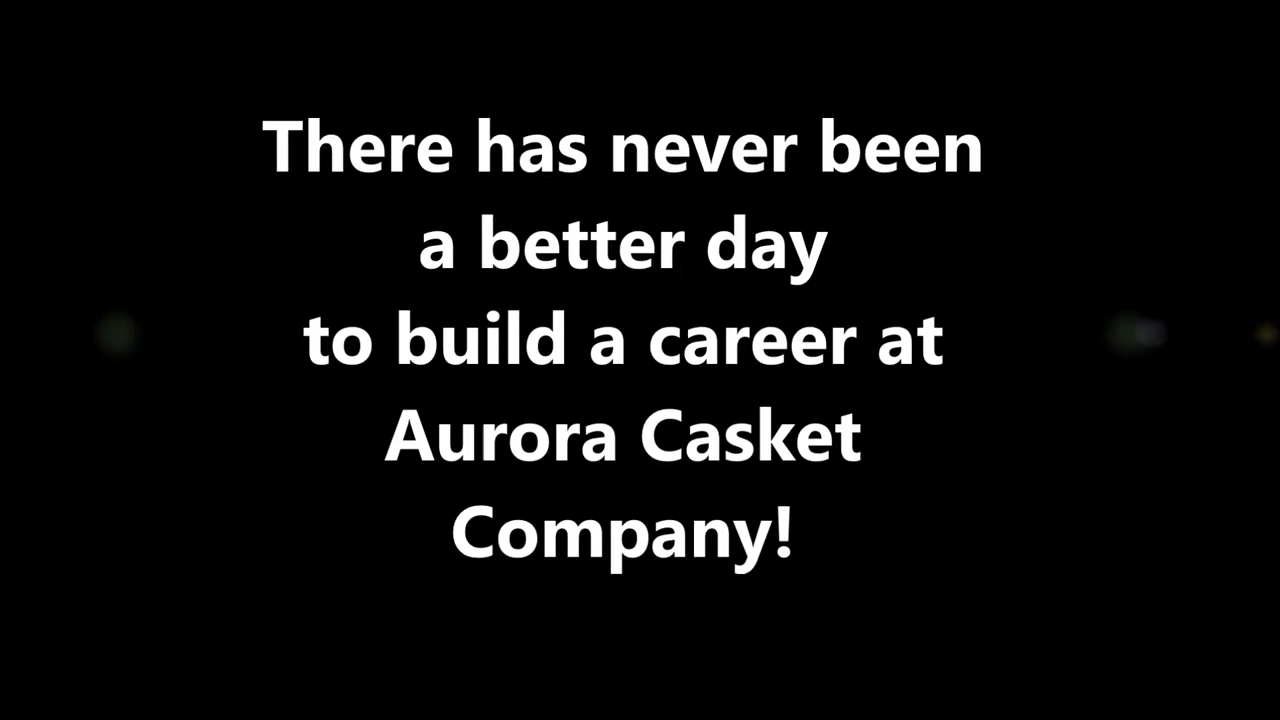 There has never been
a better day
to build a career at
Aurora Casket
Company!